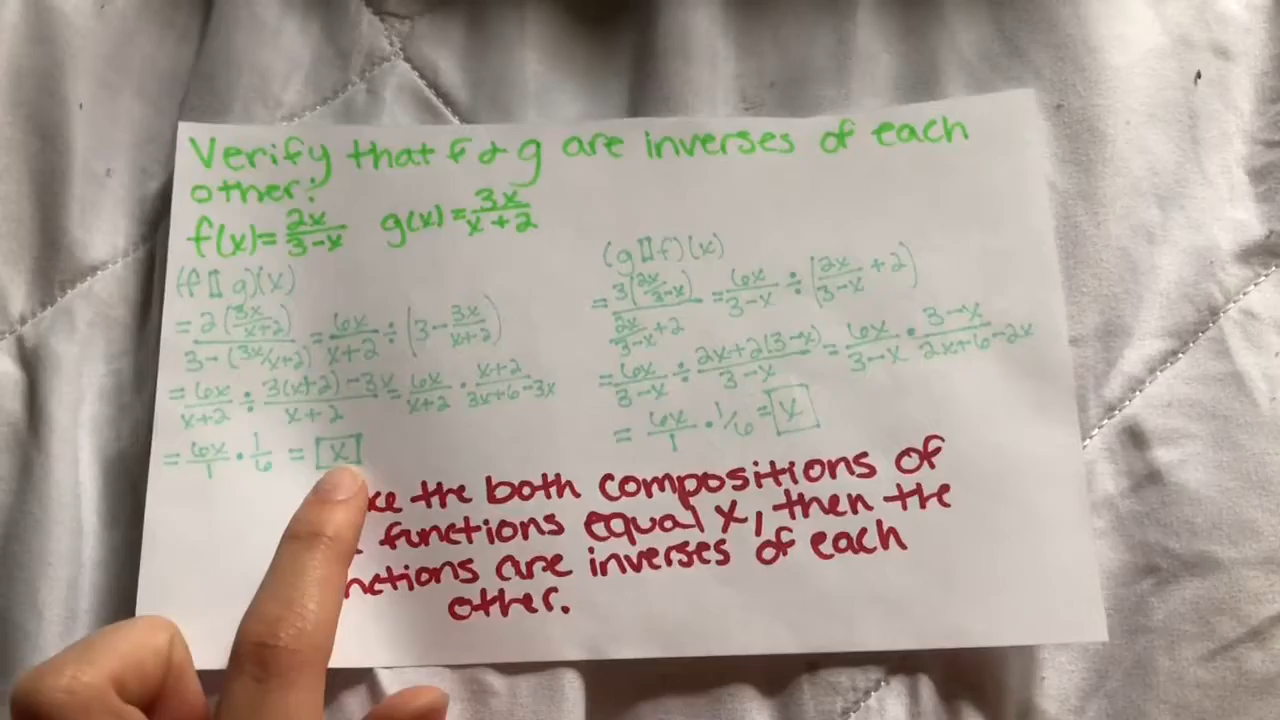 Verify that f & g are inverses of each
other:
f(x)=2x/3-x g(x)=3x/x+2
(f▯g)(x)
=2(3x/x+2)/3-(3x/x+2)=6x/x+2÷(3-3x/x+2)
=6x/x+2÷3(x+2)-3x/x+2=6x/x+2·x+2/3x+6-3x
=6x/1·1/6=x
(g▯f)(x)
=3(2x/3-x)/2x/3-x+2=6x/3-x÷(2x/3-x+2)
=6x/3-x÷2x+2(3-x)/3-x=6x/3-x·3-x/2x+6-2x
=6x/1·1/6=x
the both compositions of
functions equal x, then the
are inverses of each
other.